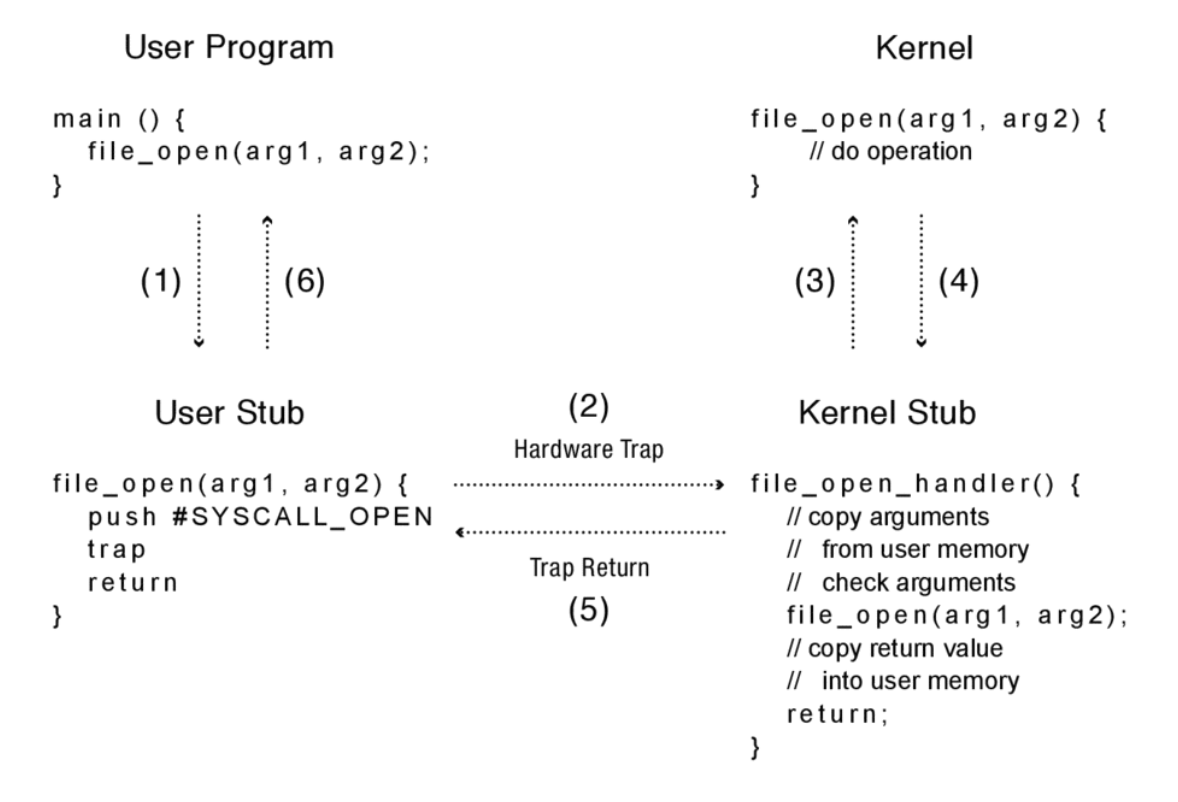 User Program
main () {
file_open(arg1, arg2);
}
(1)
(6)
User Stub
file_open(arg1, arg2) {
push #SYSCALL_OPEN
trap
return
}
(2)
Hardware Trap
Trap Return
(5)
Kernel
file_open(arg1, arg2) {
// do operation
}
(3)
(4)
Kernel Stub
file_open_handler() {
// copy arguments
// from user memory
// check arguments
file_open(arg1, arg2);
// copy return value
// into user memory
return;
}